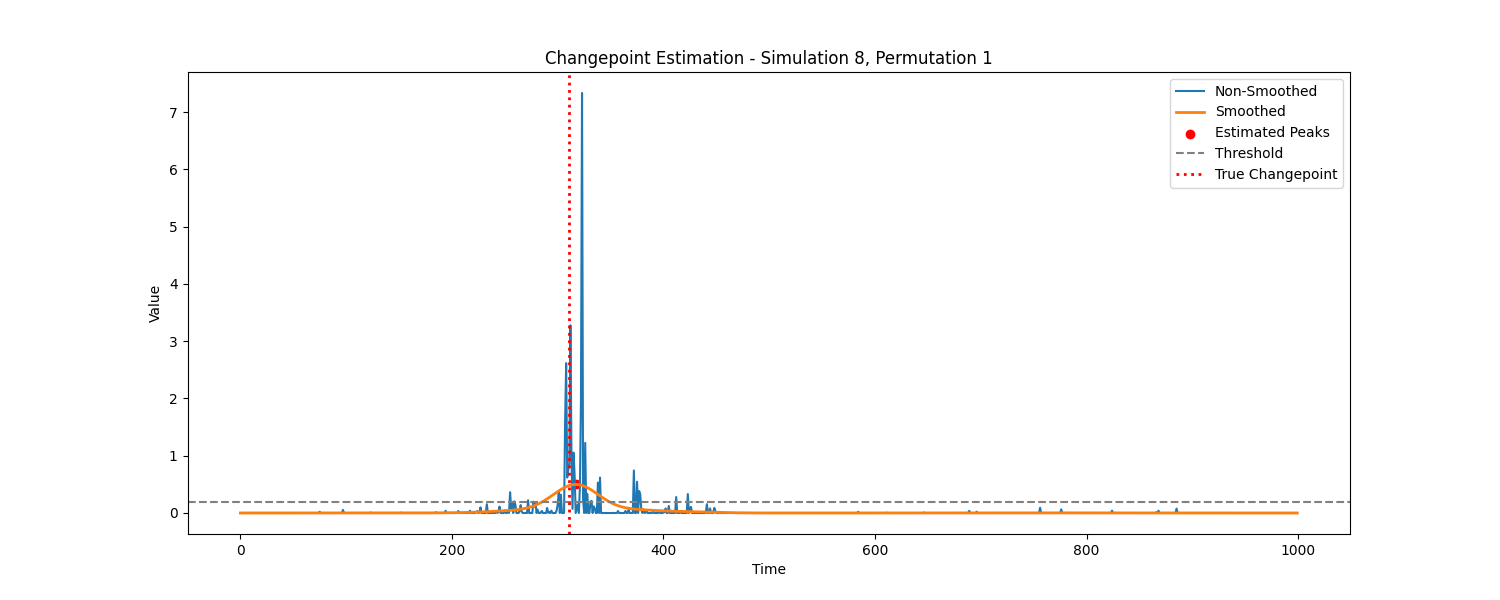 Changepoint Estimation - Simulation 8, Permutation 1
Non-Smoothed
Smoothed
Estimated Peaks
Threshold
True Changepoint
Value
7
6
5
4
3
2
1
0
0 200 400 600 800 1000
Time